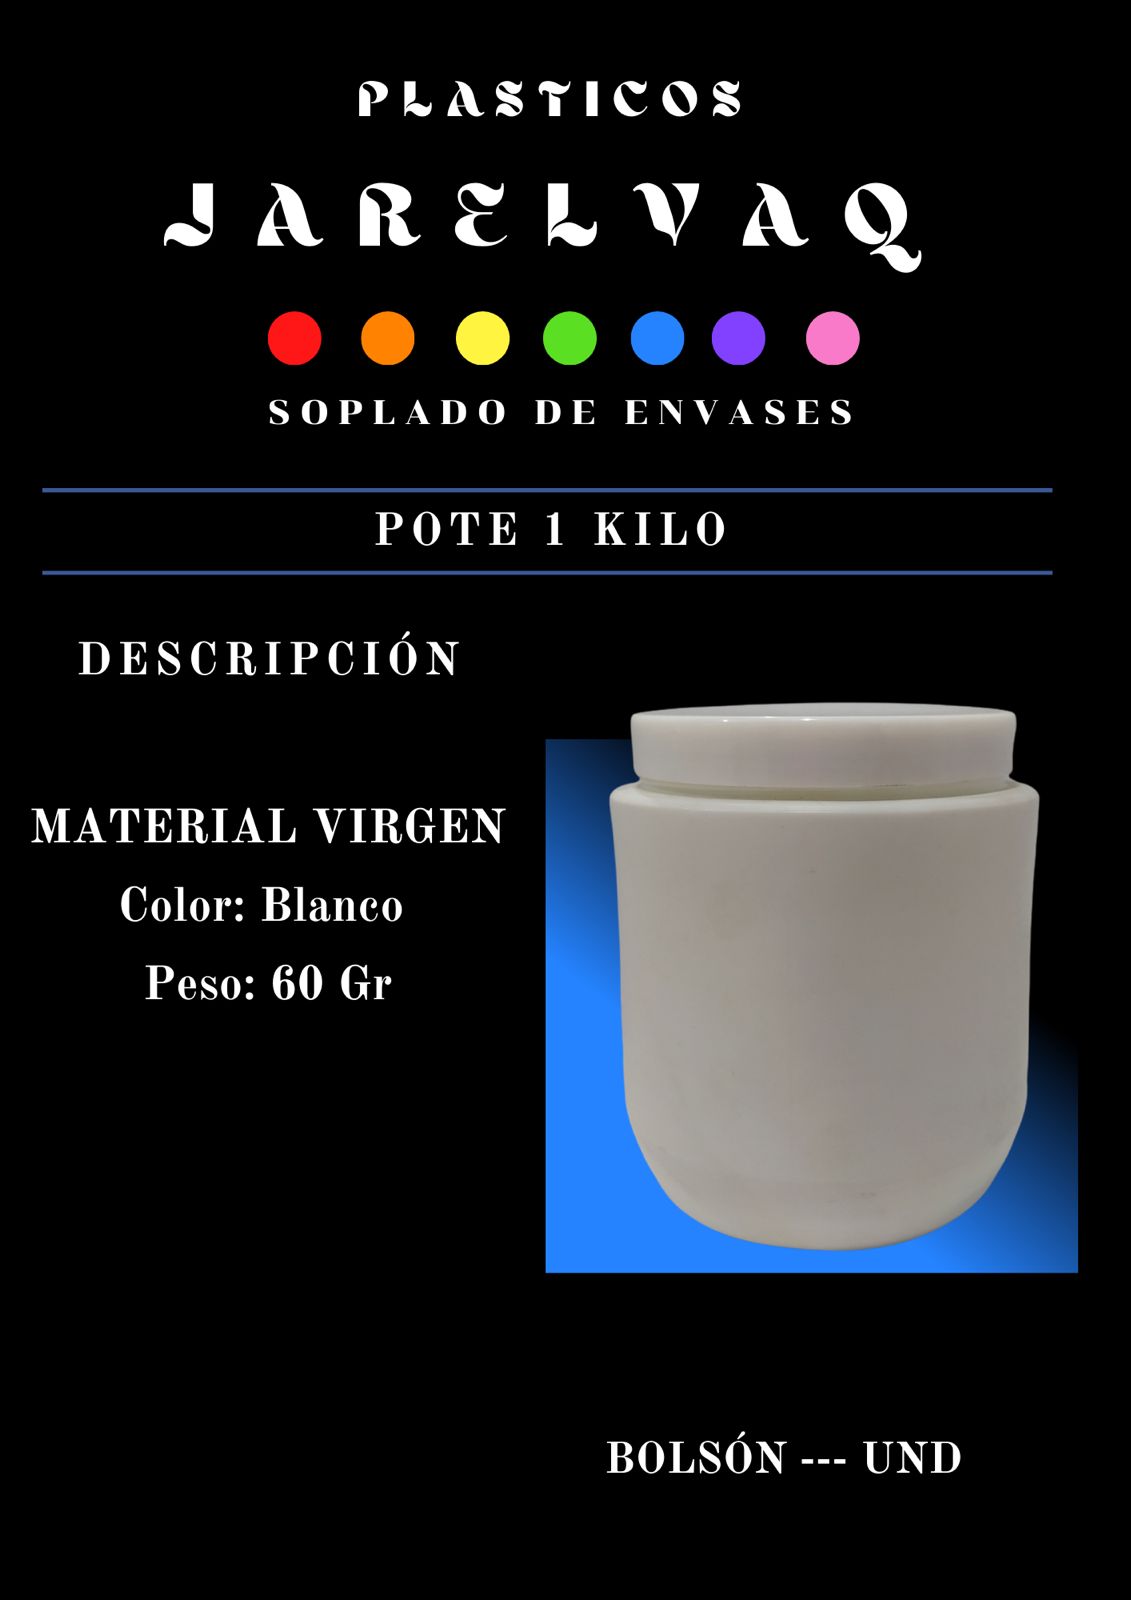 PLASTICOS
JARELVAQ
SOPLADO DE ENVASES
POTE 1 KILO
DESCRIPCIÓN
MATERIAL VIRGEN
Color: Blanco
Peso: 60 Gr
BOLSÓN --- UND